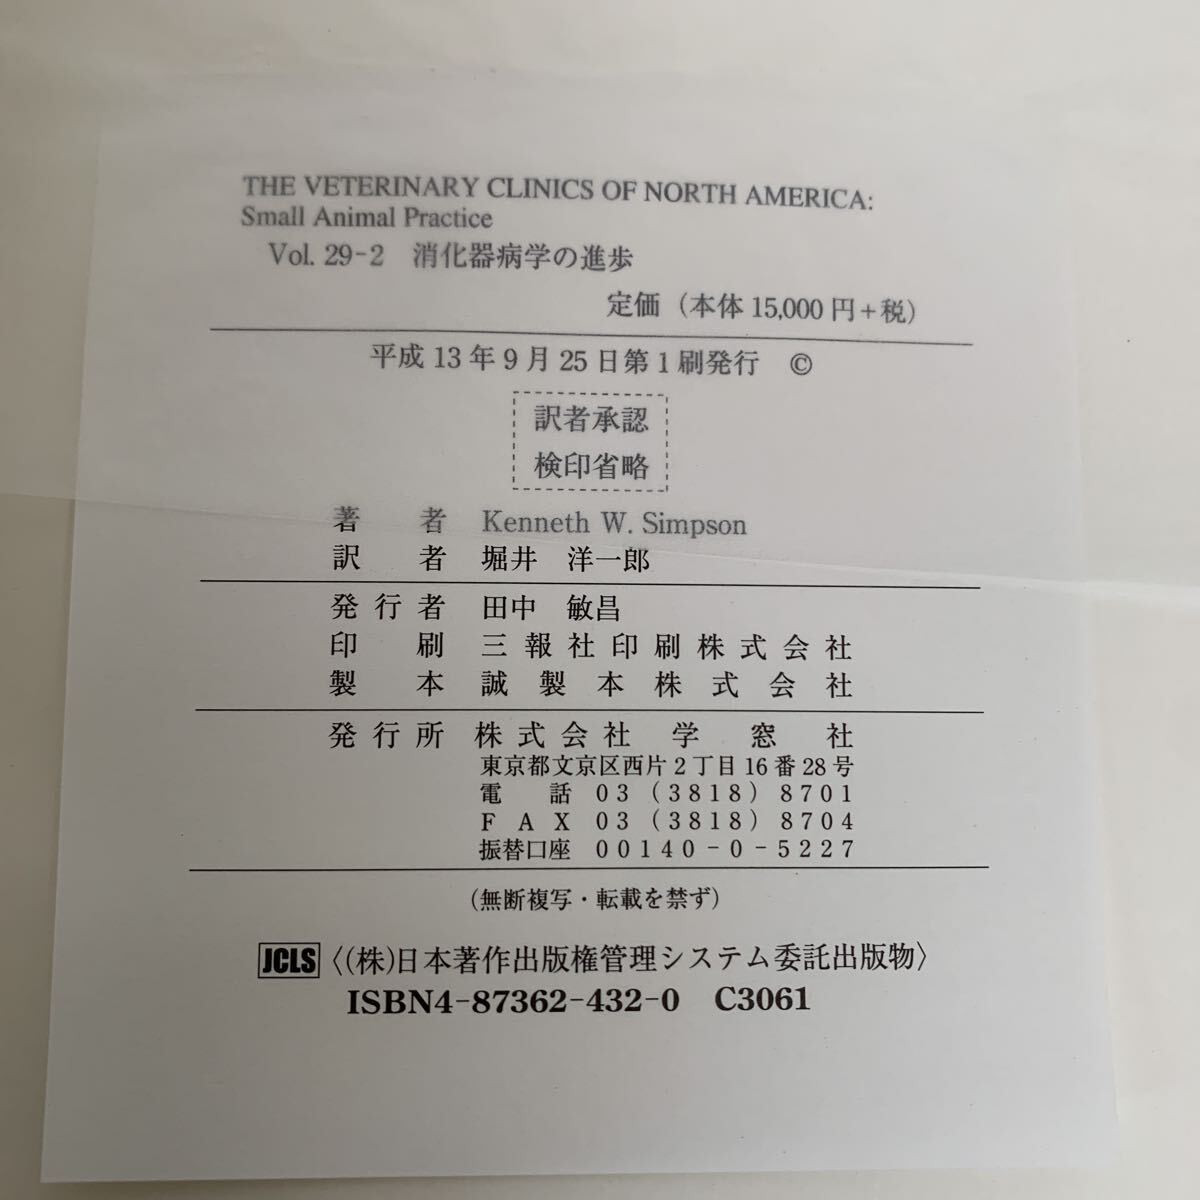 THE VETERINARY CLINICS OF NORTH AMERICA:
Small Animal Practice
Vol. 29-2　消化器病学の進歩
定価（本体 15,000 円＋税）
平成 13 年 9 月 25 日第 1 刷発行　©
訳者承認
検印省略
著　者　Kenneth W. Simpson
訳　者　堀井　洋一郎
発行者　田中　敏昌
印　刷　三報社印刷株式会社
製　本　誠製本株式会社
発行所　株式会社学窓社
東京都文京区西片 2 丁目 16 番 28 号
電　話　03（3818）8701
ＦＡＸ　03（3818）8704
振替口座　00140-0-5227
（無断複写・転載を禁ず）
JCLS〈(株)日本著作出版権管理システム委託出版物〉
ISBN4-87362-432-0　C3061